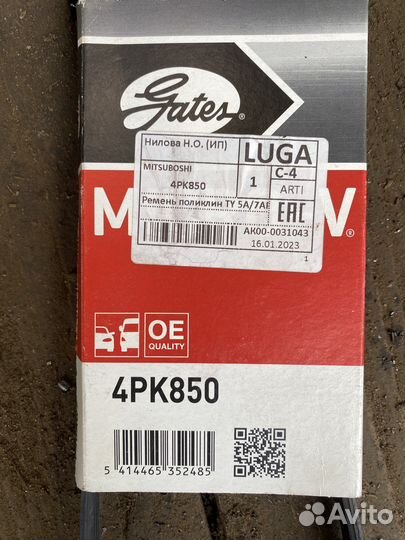 Gates
Нилова Н.О. (ИП)
LUGA
MITSUBOSHI
4PK850
1
C-4
ARTI
Ремень поликлин TY 5A/7AF
EAC
AK00-0031043
16.01.2023
1
M
W
OE
QUALITY
4PK850
5 414465 352485
Avito